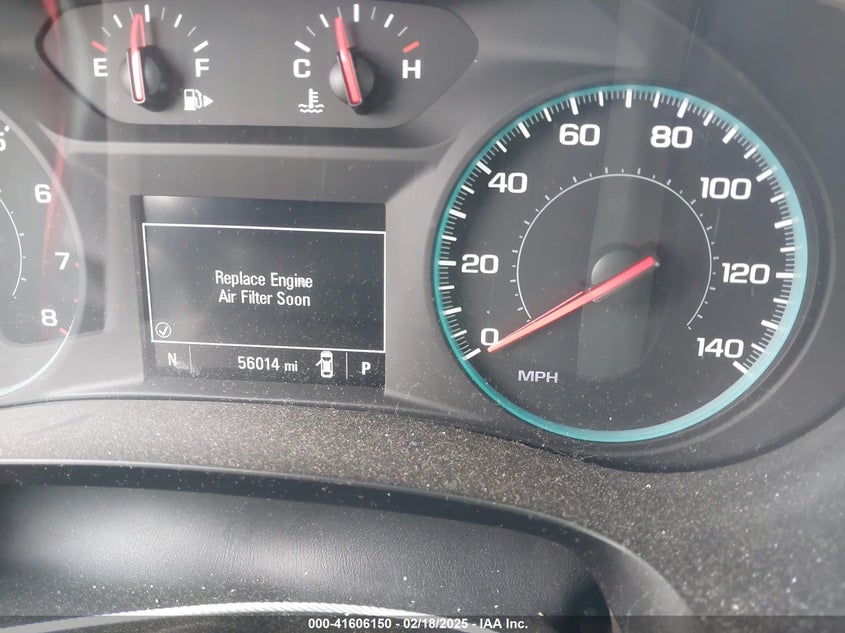 E F
C H
6
7
8
Replace Engine
Air Filter Soon
N 56014 mi P
0 20 40 60 80 100 120 140
MPH
000-41606150 - 02/18/2025 - IAA Inc.